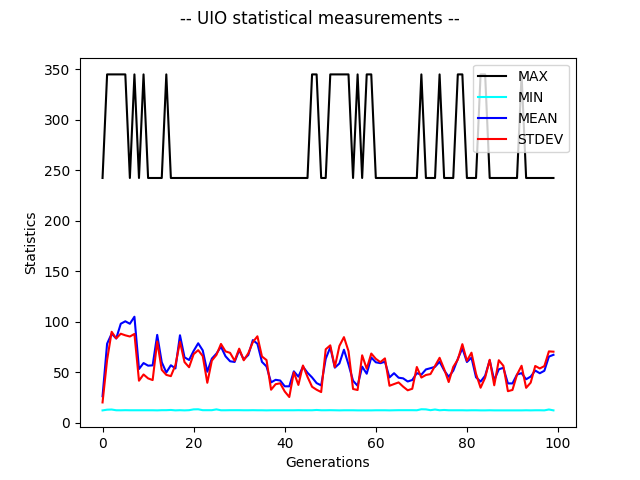 -- UIO statistical measurements --
350
300
250
200
150
100
50
0
Statistics
MAX
MIN
MEAN
STDEV
0
20
40
60
80
100
Generations